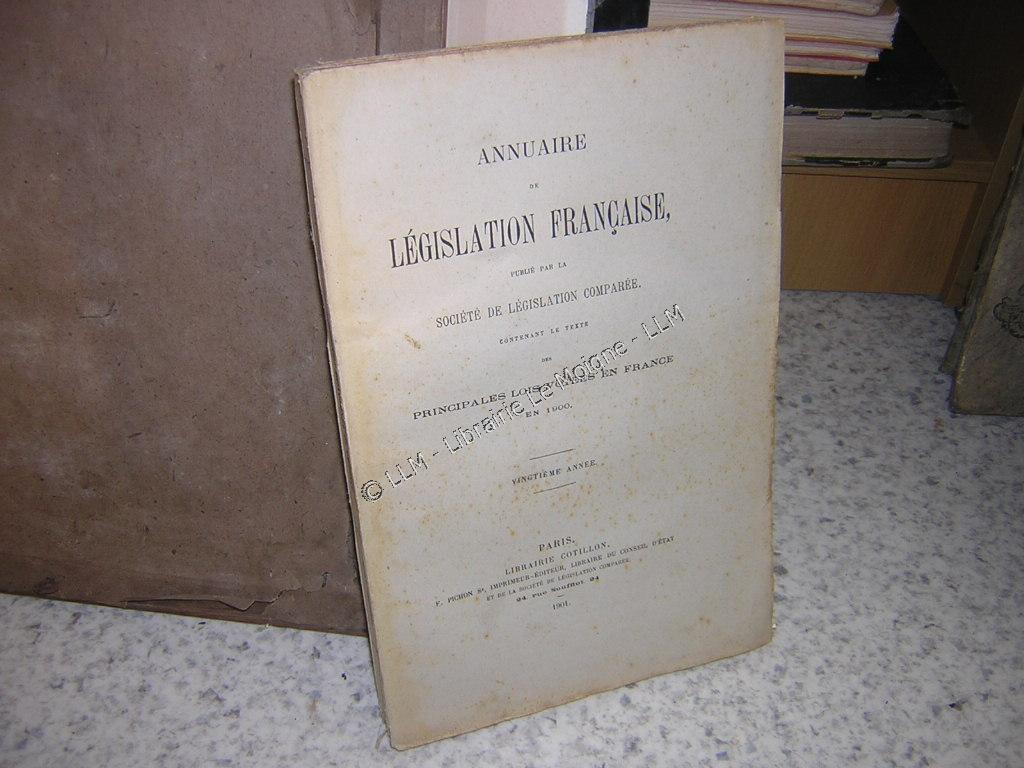 ANNUAIRE
DE
LÉGISLATION FRANÇAISE,
PUBLIÉ PAR LA
SOCIÉTÉ DE LÉGISLATION COMPARÉE,
CONTENANT LE TEXTE
DES
PRINCIPALES LOIS VOTÉES EN FRANCE
EN 1900.
© LLM - Librairie Le Moigne - LLM
VINGTIÈME ANNÉE.
PARIS.
LIBRAIRIE COTILLON.
F. PICHON Sr, IMPRIMEUR-ÉDITEUR, LIBRAIRE DU CONSEIL D'ÉTAT
ET DE LA SOCIÉTÉ DE LÉGISLATION COMPARÉE
24, rue Soufflot, 24
1901.